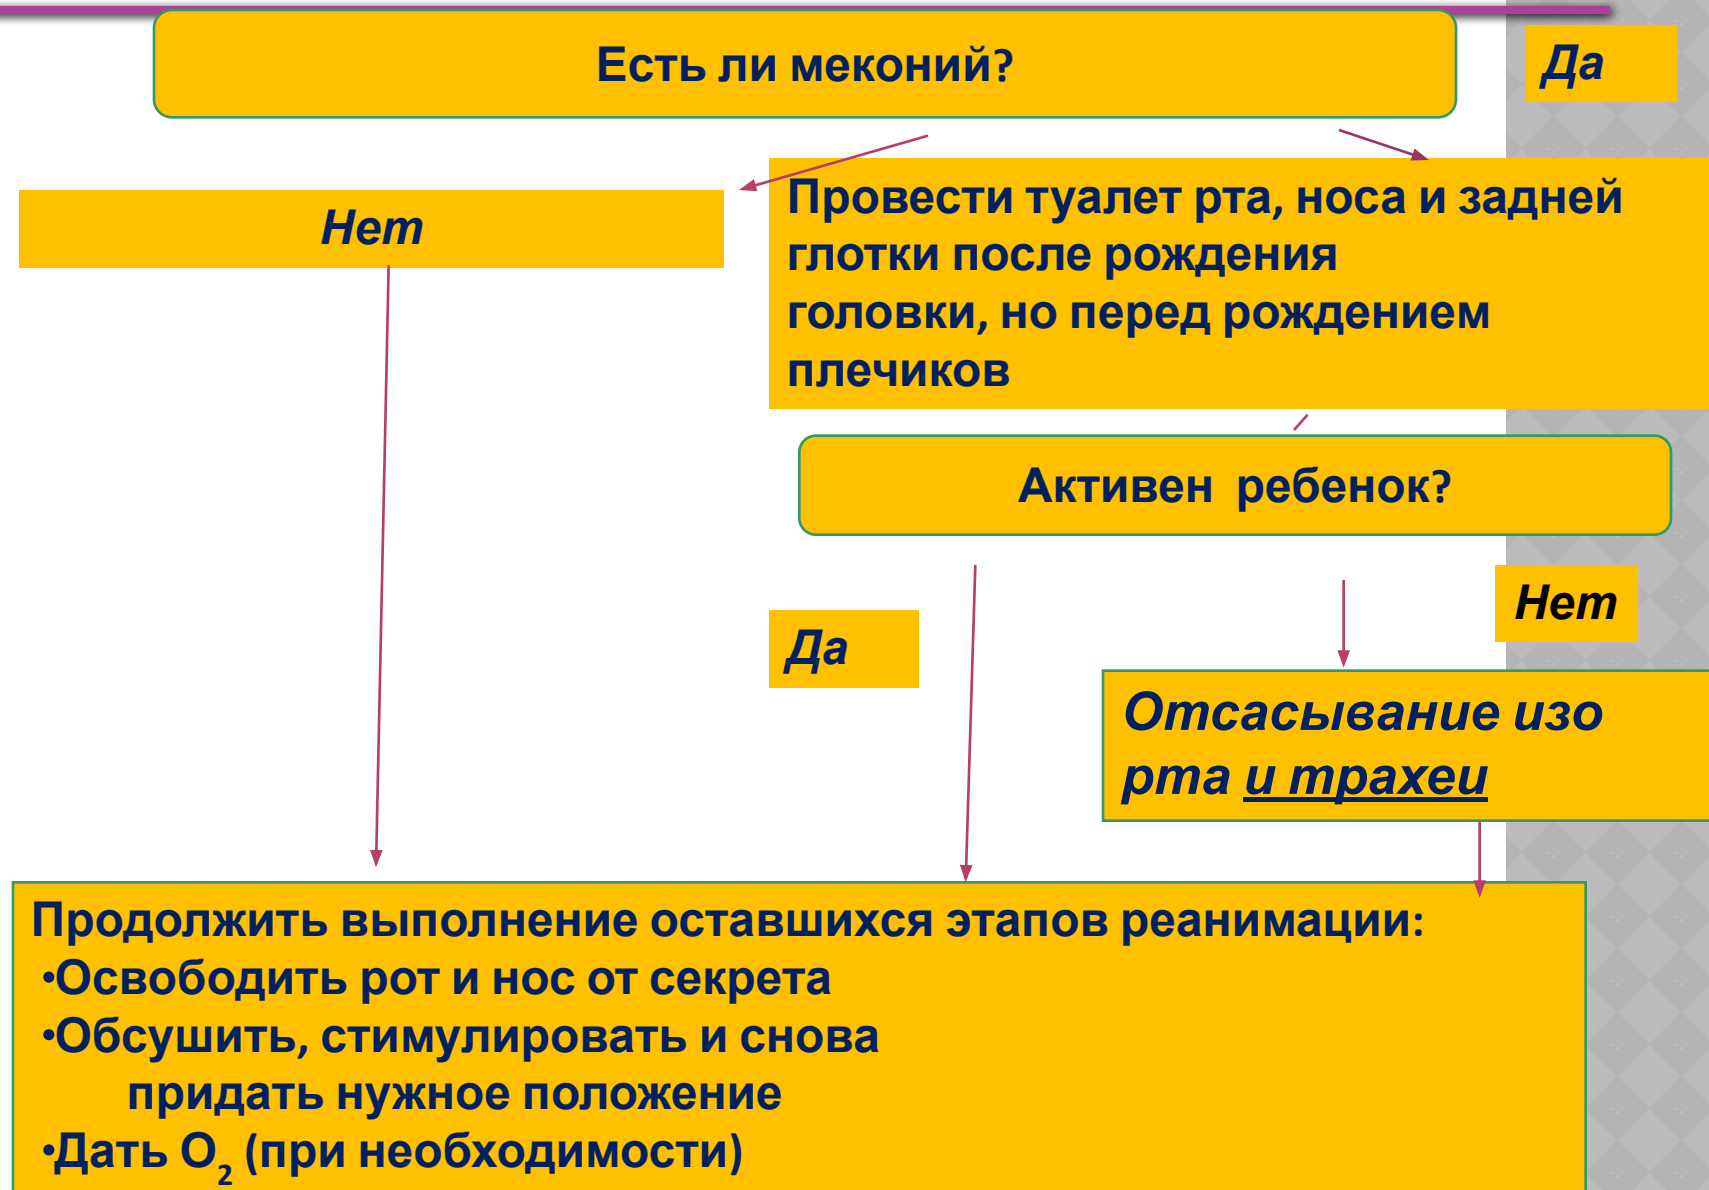 Есть ли меконий?
Да
Нет
Провести туалет рта, носа и задней
глотки после рождения
головки, но перед рождением
плечиков
Активен ребенок?
Да
Нет
Отсасывание изо
рта и трахеи
Продолжить выполнение оставшихся этапов реанимации:
•Освободить рот и нос от секрета
•Обсушить, стимулировать и снова
придать нужное положение
•Дать О₂ (при необходимости)